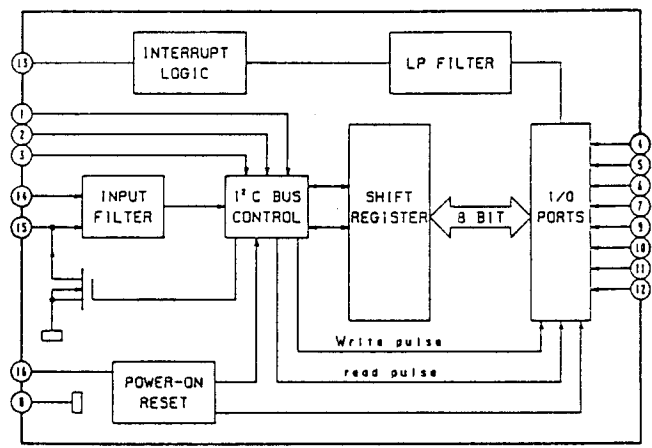 13
INTERRUPT
LOGIC
LP FILTER
1
2
3
4
5
14
INPUT
FILTER
I²C BUS
CONTROL
SHIFT
REGISTER
8 BIT
I/O
PORTS
6
7
15
9
10
11
12
Write pulse
read pulse
16
POWER-ON
RESET
8